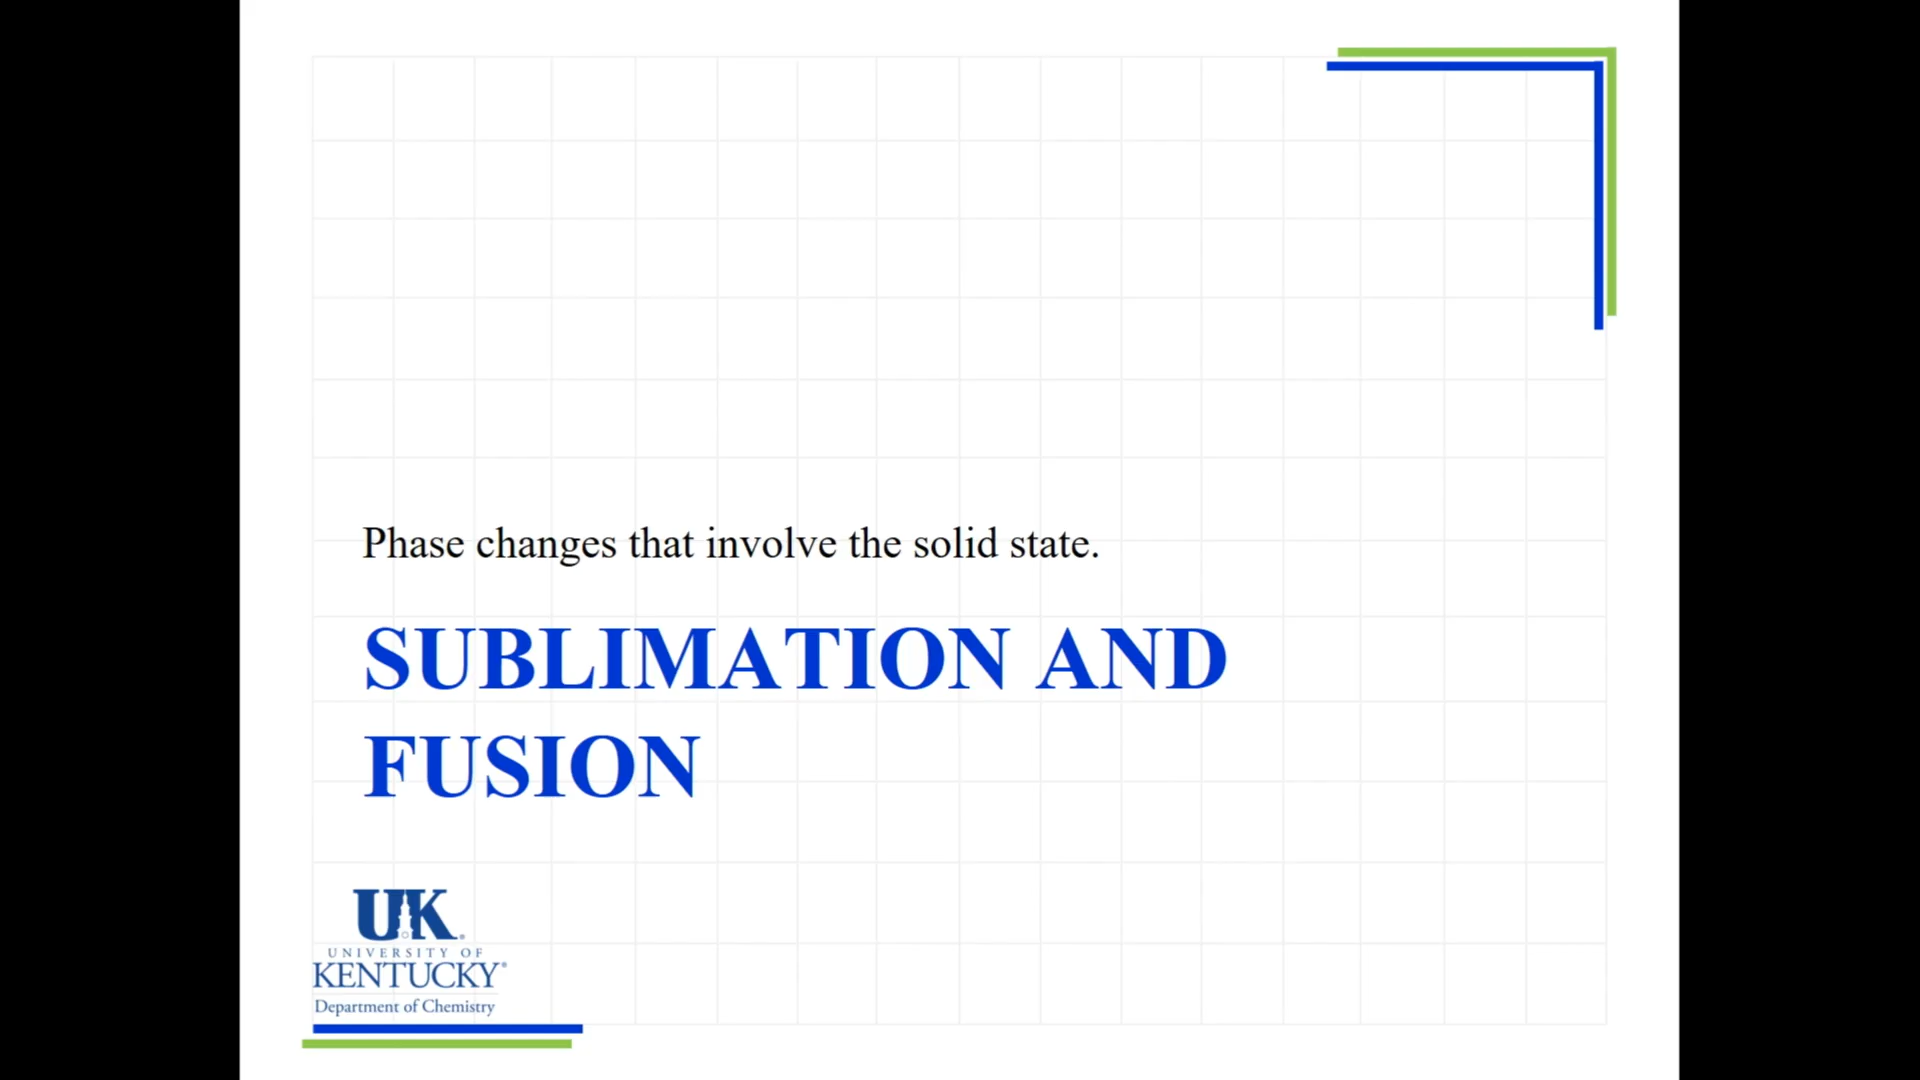 Phase changes that involve the solid state.
SUBLIMATION AND
FUSION
UK
UNIVERSITY OF
KENTUCKY®
Department of Chemistry